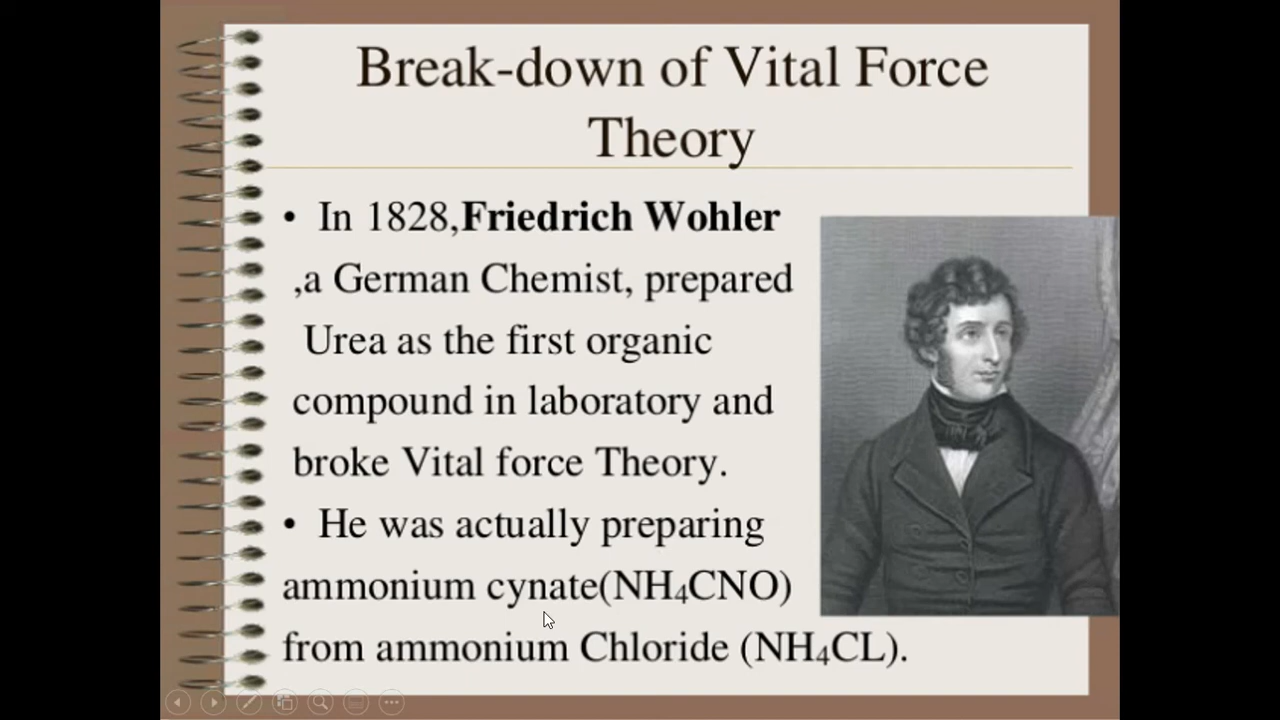 Break-down of Vital Force
Theory
• In 1828,Friedrich Wohler
,a German Chemist, prepared
Urea as the first organic
compound in laboratory and
broke Vital force Theory.
• He was actually preparing
ammonium cynate(NH₄CNO)
from ammonium Chloride (NH₄CL).